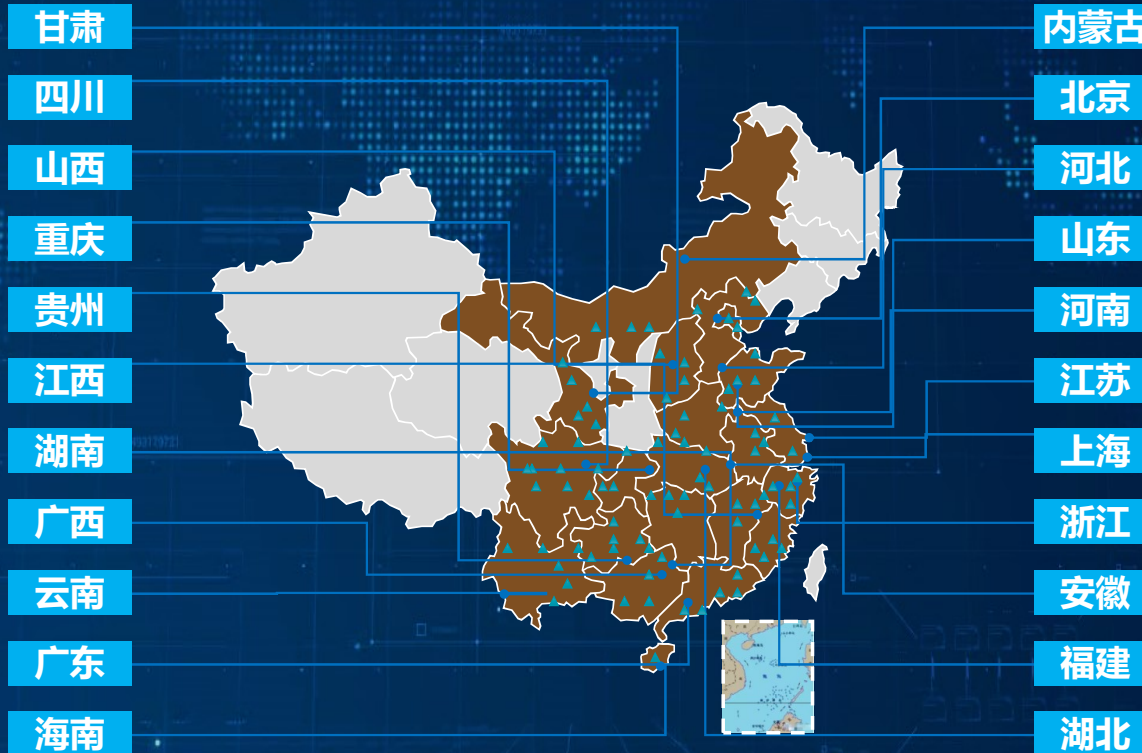 甘肃
四川
山西
重庆
贵州
江西
湖南
广西
云南
广东
海南
内蒙古
北京
河北
山东
河南
江苏
上海
浙江
安徽
福建
湖北